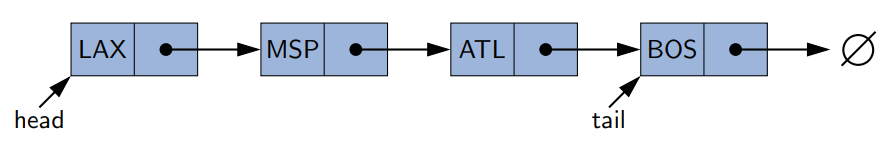 LAX MSP ATL BOS ∅
head tail